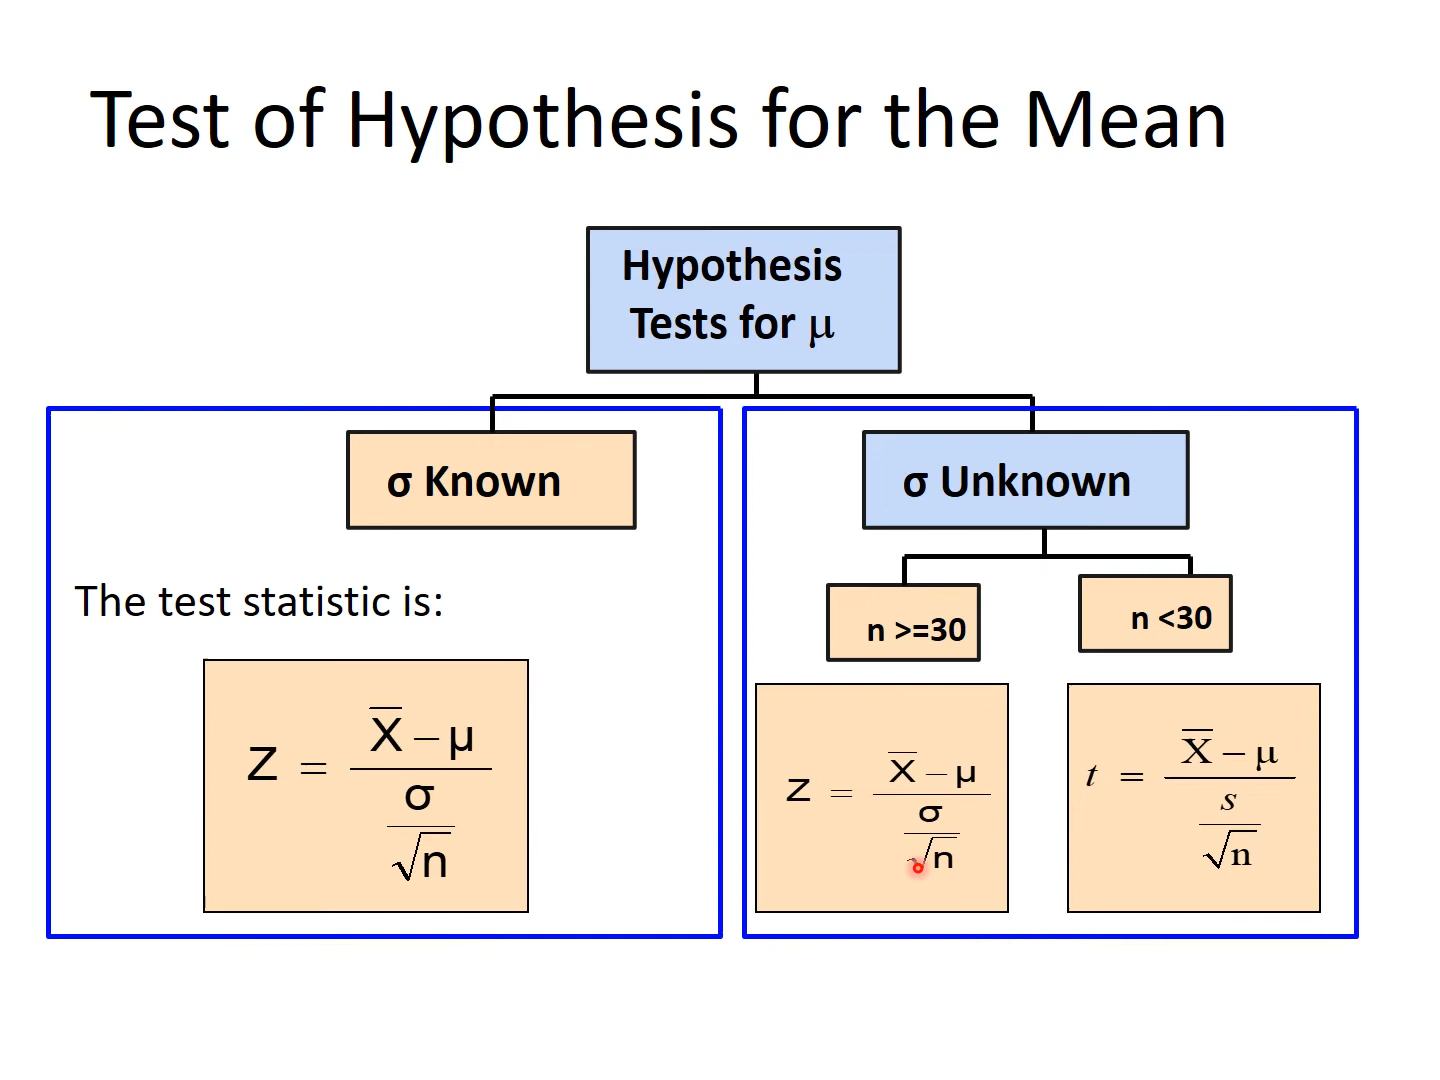 Test of Hypothesis for the Mean
Hypothesis
Tests for μ
σ Known
σ Unknown
The test statistic is:
n >=30
n <30
Z = (X̅ − μ) / (σ / √n)
Z = (X̅ − μ) / (σ / √n)
t = (X̅ − μ) / (s / √n)